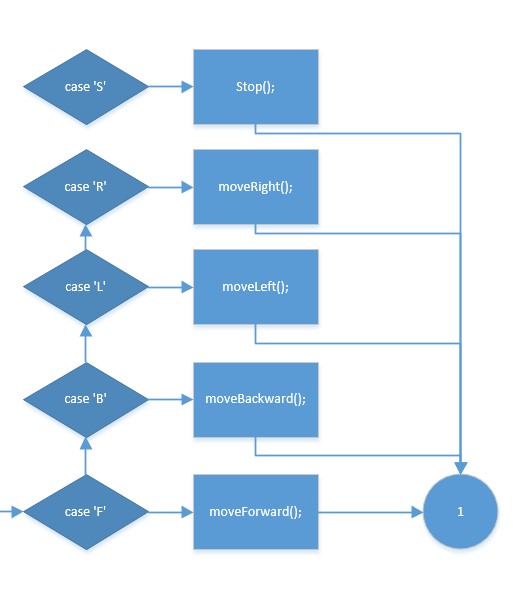 case 'S'
Stop();
case 'R'
moveRight();
case 'L'
moveLeft();
case 'B'
moveBackward();
case 'F'
moveForward();
1